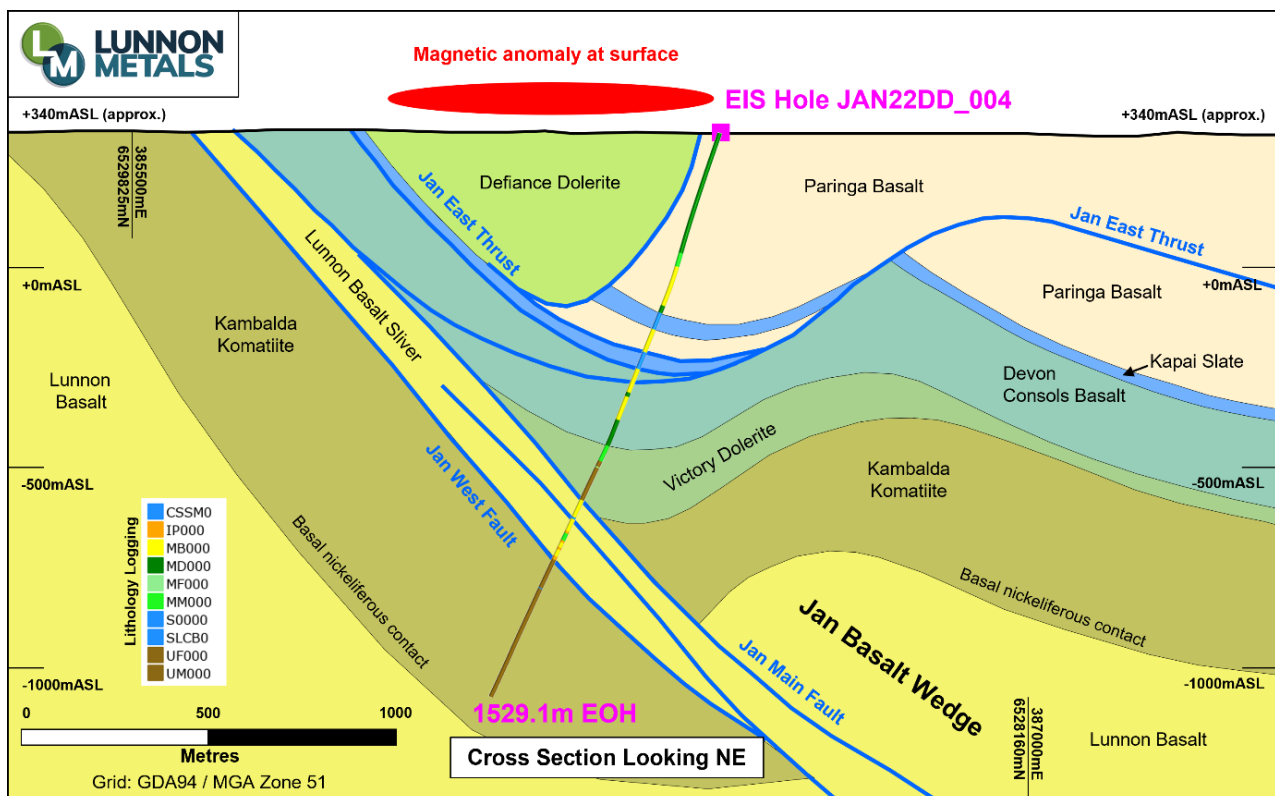 LM
LUNNON
METALS
Magnetic anomaly at surface
EIS Hole JAN22DD_004
+340mASL (approx.)
+340mASL (approx.)
385500mE
6529825mN
Defiance Dolerite
Paringa Basalt
Jan East Thrust
Jan East Thrust
Lunnon Basalt Sliver
+0mASL
+0mASL
Paringa Basalt
Kambalda
Komatiite
Kapai Slate
Lunnon
Basalt
Devon
Consols Basalt
Victory Dolerite
Kambalda
Komatiite
-500mASL
-500mASL
Jan West Fault
Lithology Logging
CSSM0
IP000
MB000
MD000
MF000
MM000
S0000
SLCB0
UF000
UM000
Basal nickeliferous contact
Basal nickeliferous contact
Jan Basalt Wedge
Jan Main Fault
-1000mASL
-1000mASL
1529.1m EOH
387000mE
6528160mN
Lunnon Basalt
0 500 1000
Metres
Cross Section Looking NE
Grid: GDA94 / MGA Zone 51